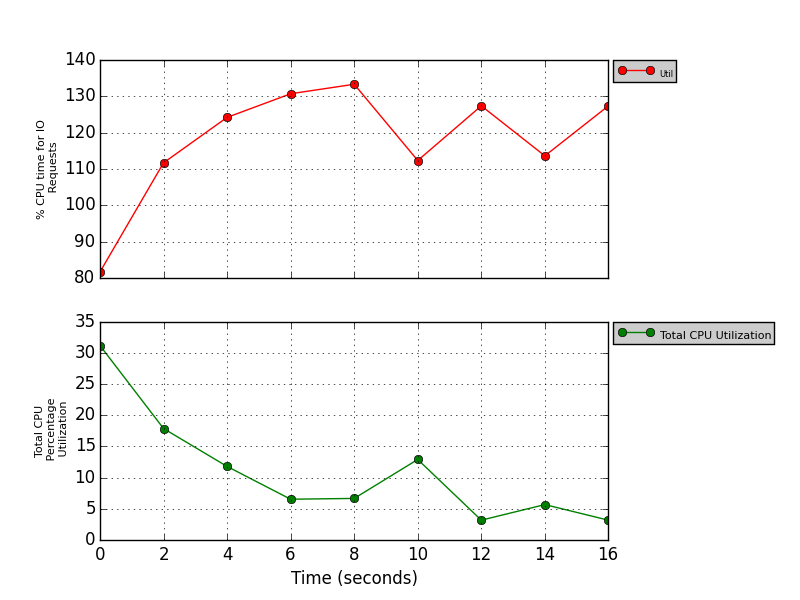 140
130
120
110
100
90
80
% CPU time for IO
Requests
Util
35
30
25
20
15
10
5
0
Total CPU
Percentage
Utilization
Total CPU Utilization
0 2 4 6 8 10 12 14 16
Time (seconds)